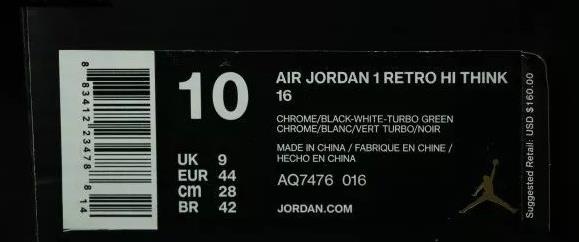 8 83412 23478 8 14
10
UK 9
EUR 44
cm 28
BR 42
AIR JORDAN 1 RETRO HI THINK
16
CHROME/BLACK-WHITE-TURBO GREEN
CHROME/BLANC/VERT TURBO/NOIR
MADE IN CHINA / FABRIQUE EN CHINE /
HECHO EN CHINA
AQ7476 016
JORDAN.COM
Suggested Retail: USD $160.00